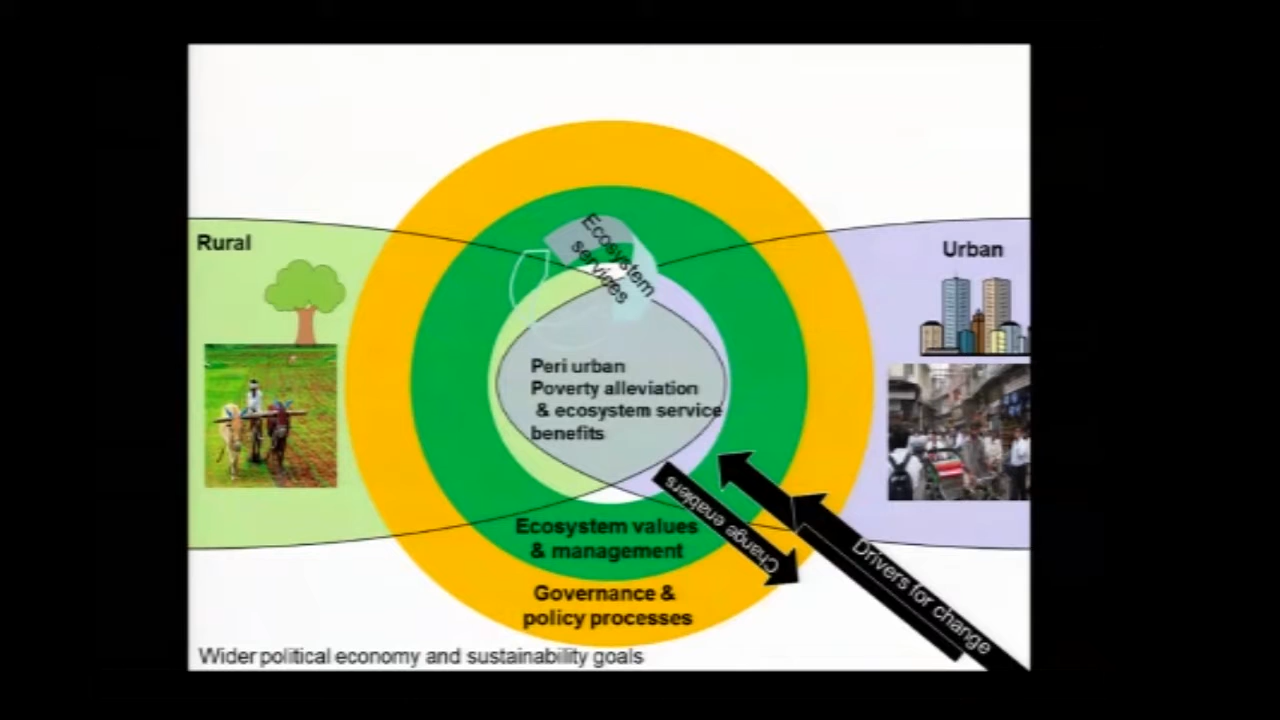 Rural
Urban
Ecosystem
services
Peri urban
Poverty alleviation
& ecosystem service
benefits
Change enablers
Drivers for change
Ecosystem values
& management
Governance &
policy processes
Wider political economy and sustainability goals